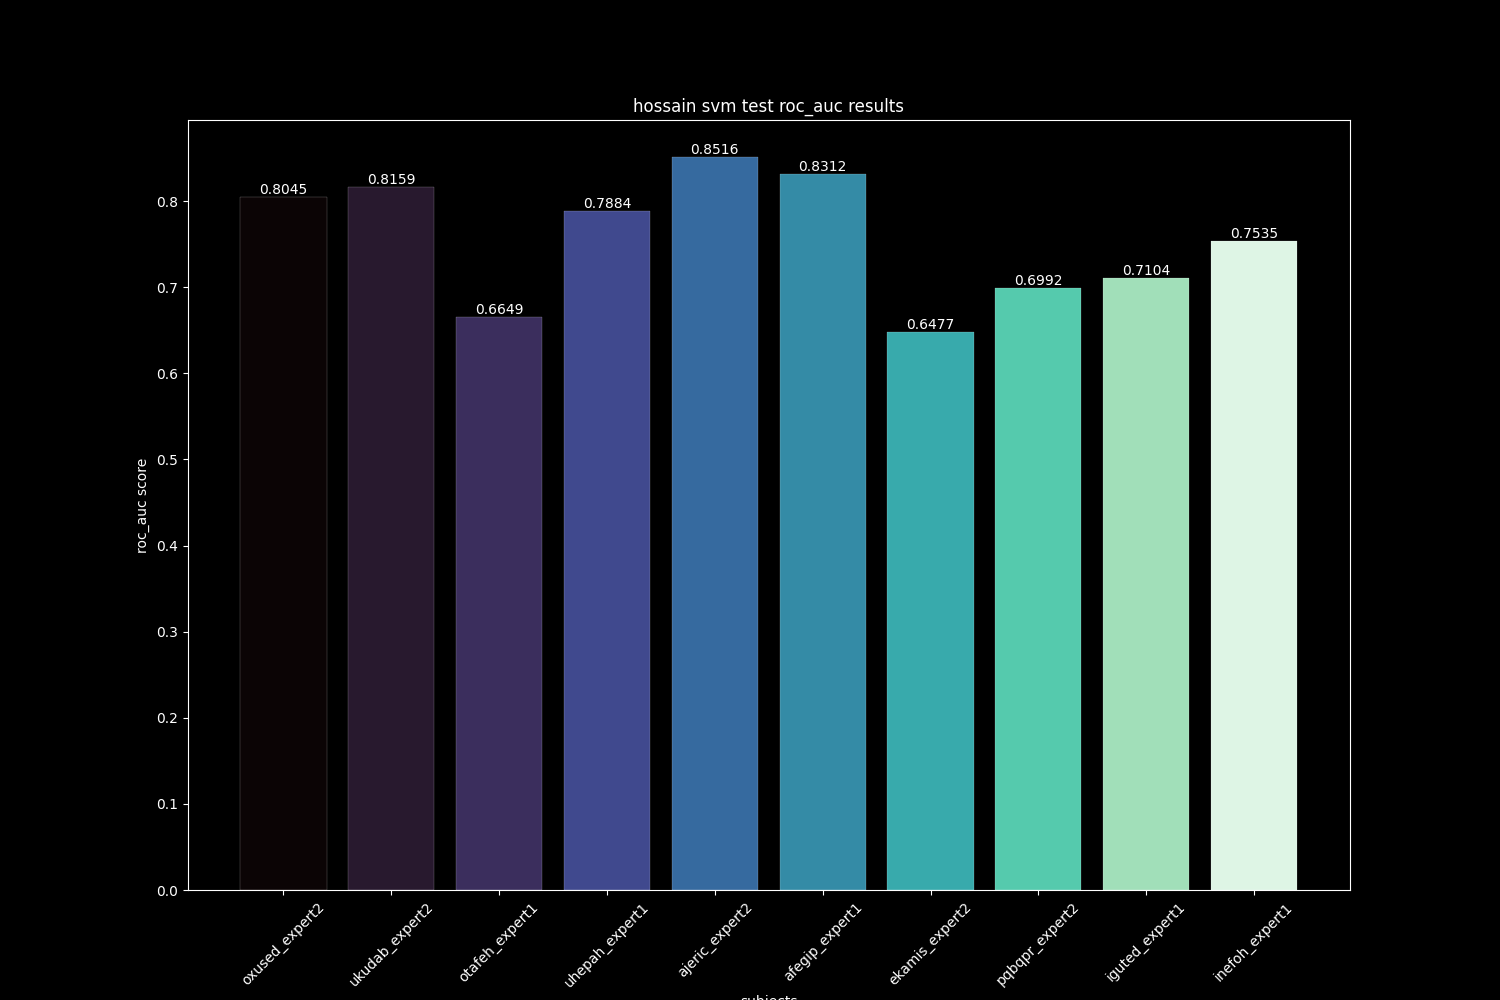 hossain svm test roc_auc results
0.8516
0.8312
0.8159
0.8045
0.7884
0.7535
0.7104
0.6992
0.6649
0.6477
roc_auc score
0.8
0.7
0.6
0.5
0.4
0.3
0.2
0.1
0.0
oxused_expert2
ukudab_expert2
otafeh_expert1
uhepah_expert1
ajeric_expert2
afegip_expert1
ekamis_expert2
pqbqpr_expert2
iguted_expert1
inefoh_expert1
subjects